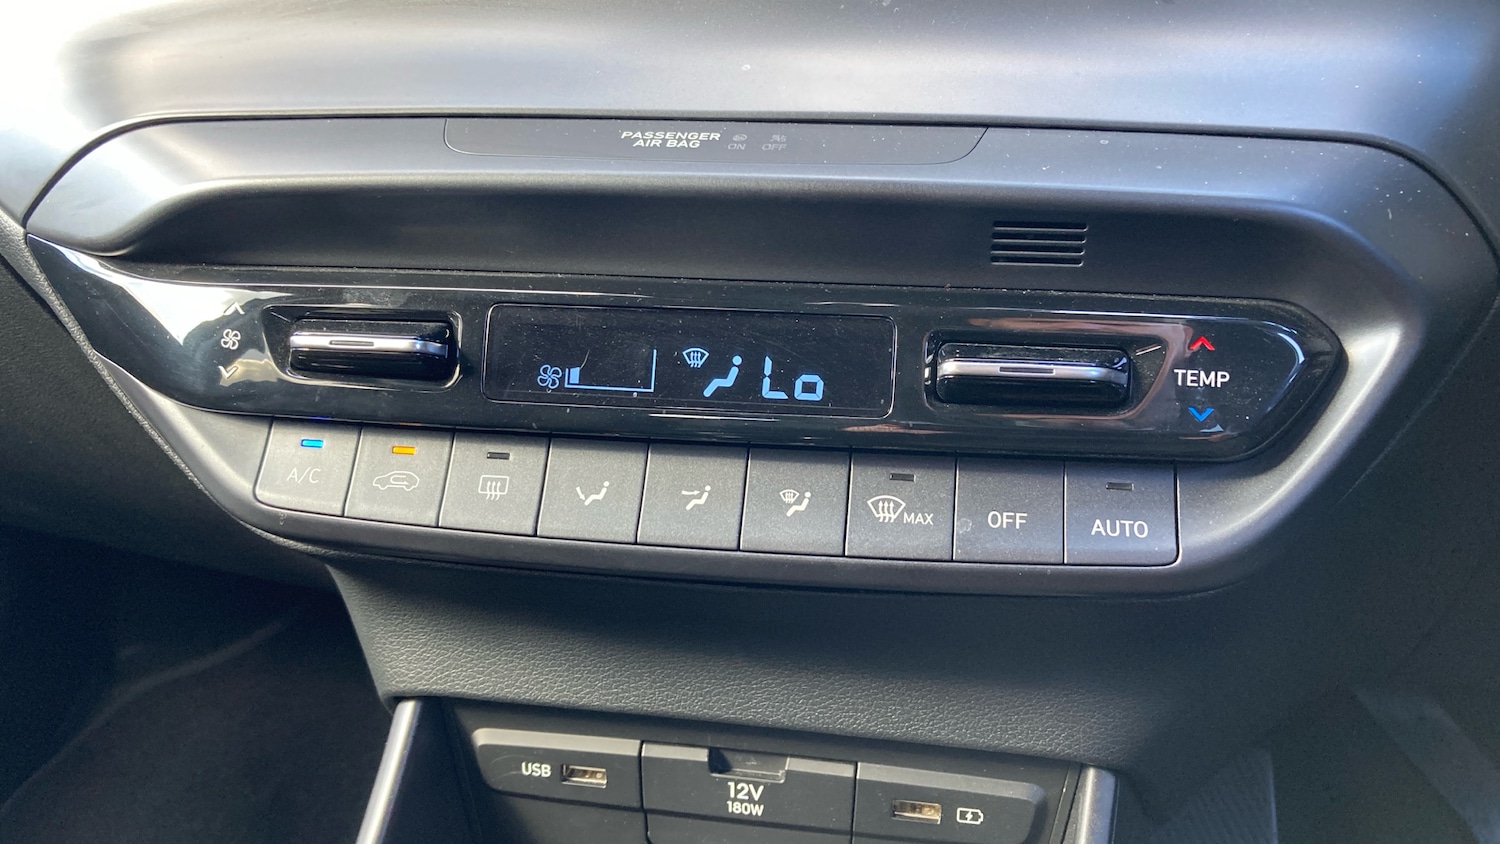 PASSENGER
AIR BAG
ON OFF
Lo
TEMP
A/C
MAX
OFF
AUTO
USB
12V
180W